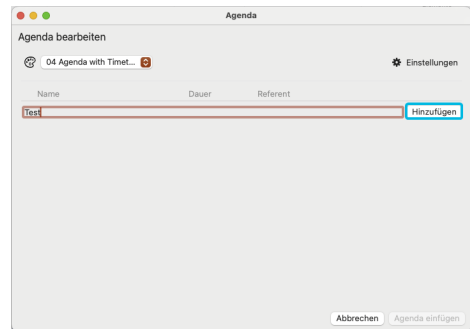 Agenda
Agenda bearbeiten
04 Agenda with Timet... Einstellungen
Name Dauer Referent
Test Hinzufügen
Abbrechen Agenda einfügen